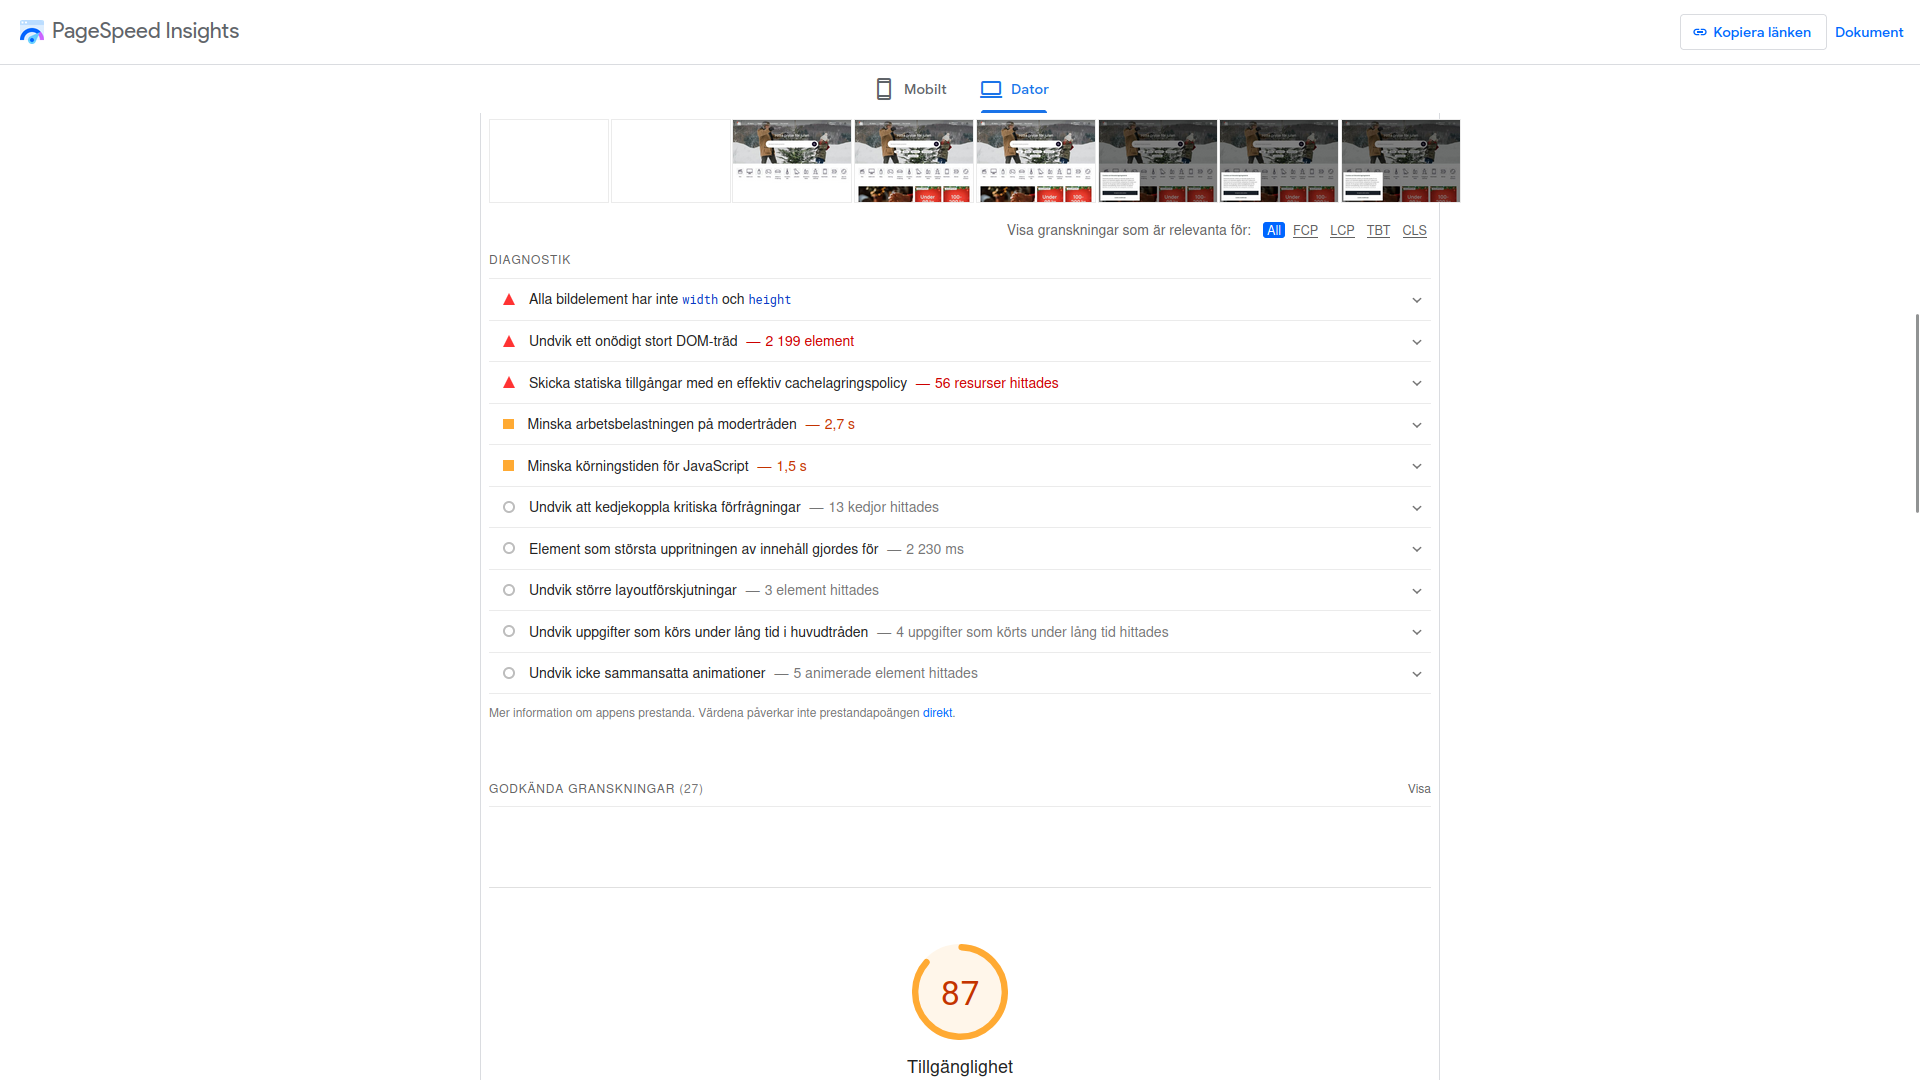 PageSpeed Insights
Kopiera länken
Dokument
Mobilt
Dator
Visa granskningar som är relevanta för: All FCP LCP TBT CLS
DIAGNOSTIK
Alla bildelement har inte width och height
Undvik ett onödigt stort DOM-träd — 2 199 element
Skicka statiska tillgångar med en effektiv cachelagringspolicy — 56 resurser hittades
Minska arbetsbelastningen på modertråden — 2,7 s
Minska körningstiden för JavaScript — 1,5 s
Undvik att kedjekoppla kritiska förfrågningar — 13 kedjor hittades
Element som största uppritningen av innehåll gjordes för — 2 230 ms
Undvik större layoutförskjutningar — 3 element hittades
Undvik uppgifter som körs under lång tid i huvudtråden — 4 uppgifter som körts under lång tid hittades
Undvik icke sammansatta animationer — 5 animerade element hittades
Mer information om appens prestanda. Värdena påverkar inte prestandapoängen direkt.
GODKÄNDA GRANSKNINGAR (27)
Visa
87
Tillgänglighet